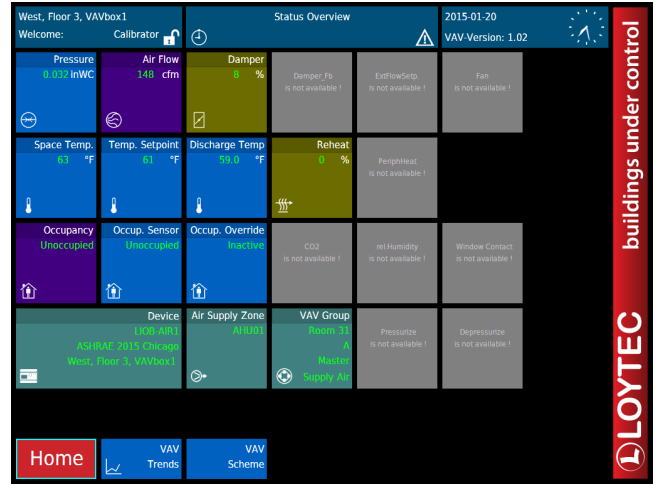 West, Floor 3, VAVbox1
Welcome: Calibrator
Status Overview
2015-01-20
VAV-Version: 1.02
Pressure
0.032 inWC
Air Flow
148 cfm
Damper
8 %
Damper_Fb
is not available !
ExtFlowSetp.
is not available !
Fan
is not available !
Space Temp.
63 °F
Temp. Setpoint
61 °F
Discharge Temp
59.0 °F
Reheat
0 %
PeriphHeat
is not available !
Occupancy
Unoccupied
Occup. Sensor
Unoccupied
Occup. Override
Inactive
CO2
is not available !
rel.Humidity
is not available !
Window Contact
is not available !
Device
LIOB-AIR1
ASHRAE 2015 Chicago
West, Floor 3, VAVbox1
Air Supply Zone
AHU01
VAV Group
Room 31
A
Master
Supply Air
Pressurize
is not available !
Depressurize
is not available !
Home
VAV
Trends
VAV
Scheme
buildings under control
LOYTEC